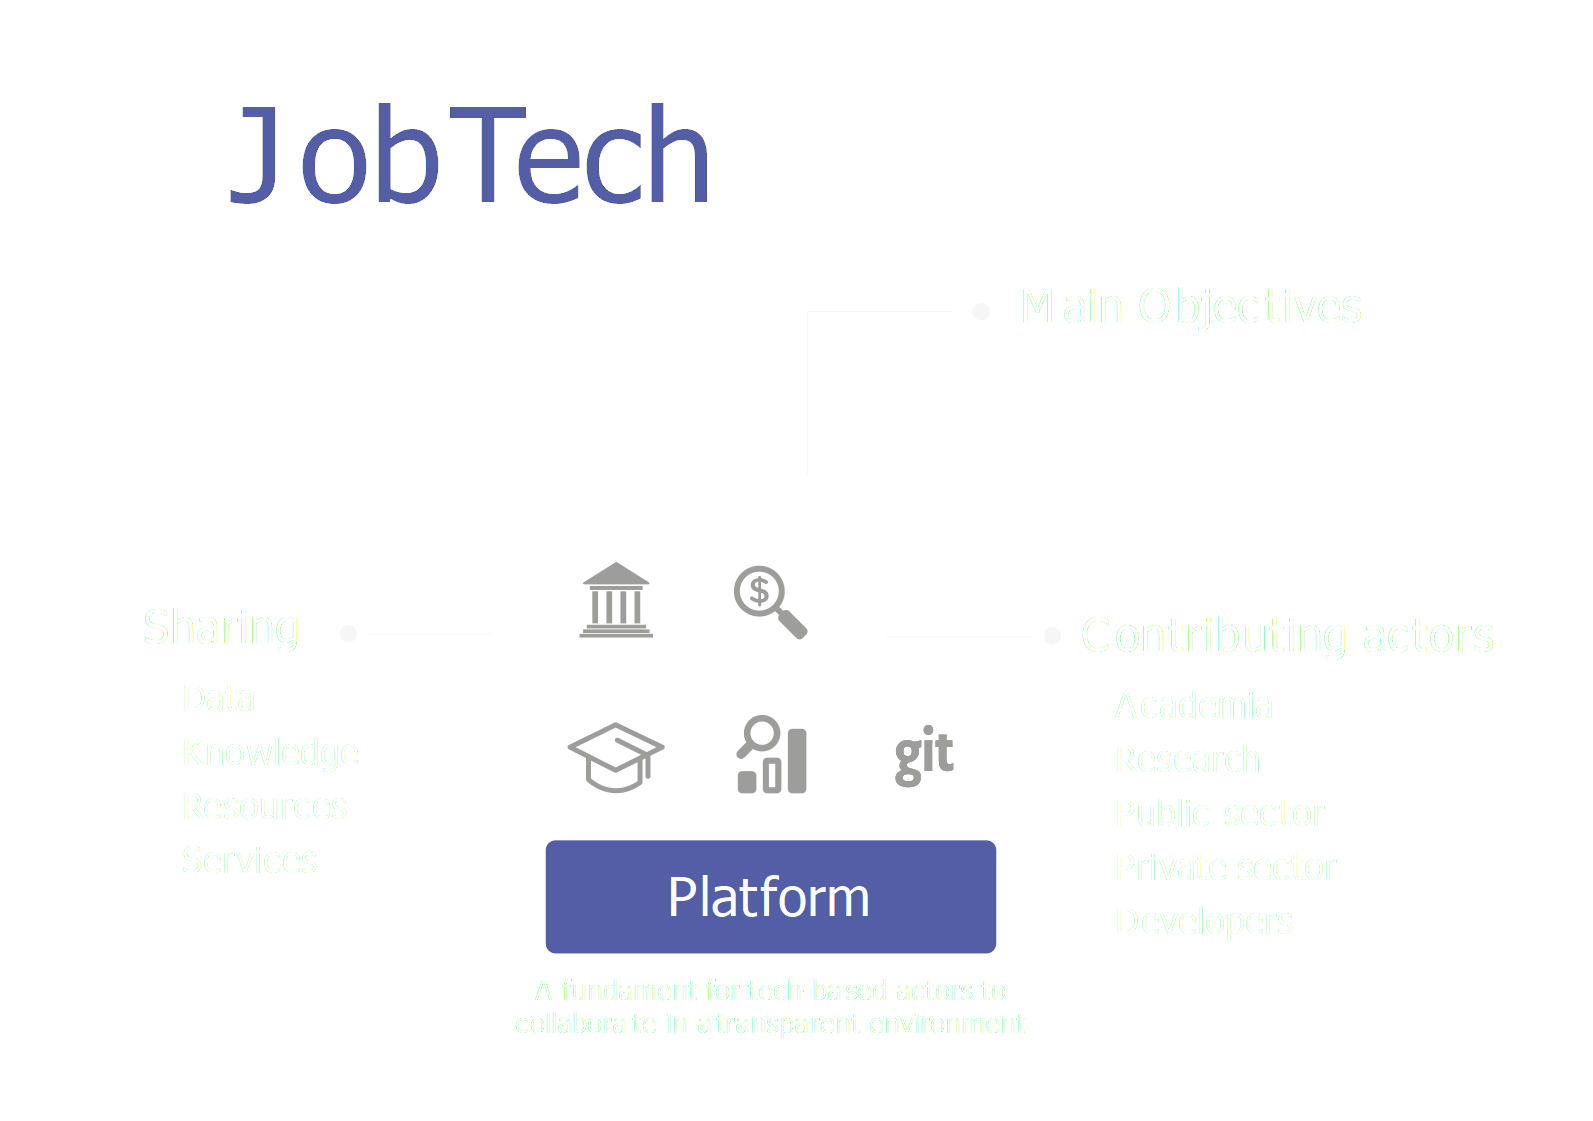 JobTech
Main Objectives
Sharing
Data
Knowledge
Resources
Services
$
git
Contributing actors
Academia
Research
Public sector
Private sector
Developers
Platform
A fundament for tech-based actors to
collaborate in a transparent environment